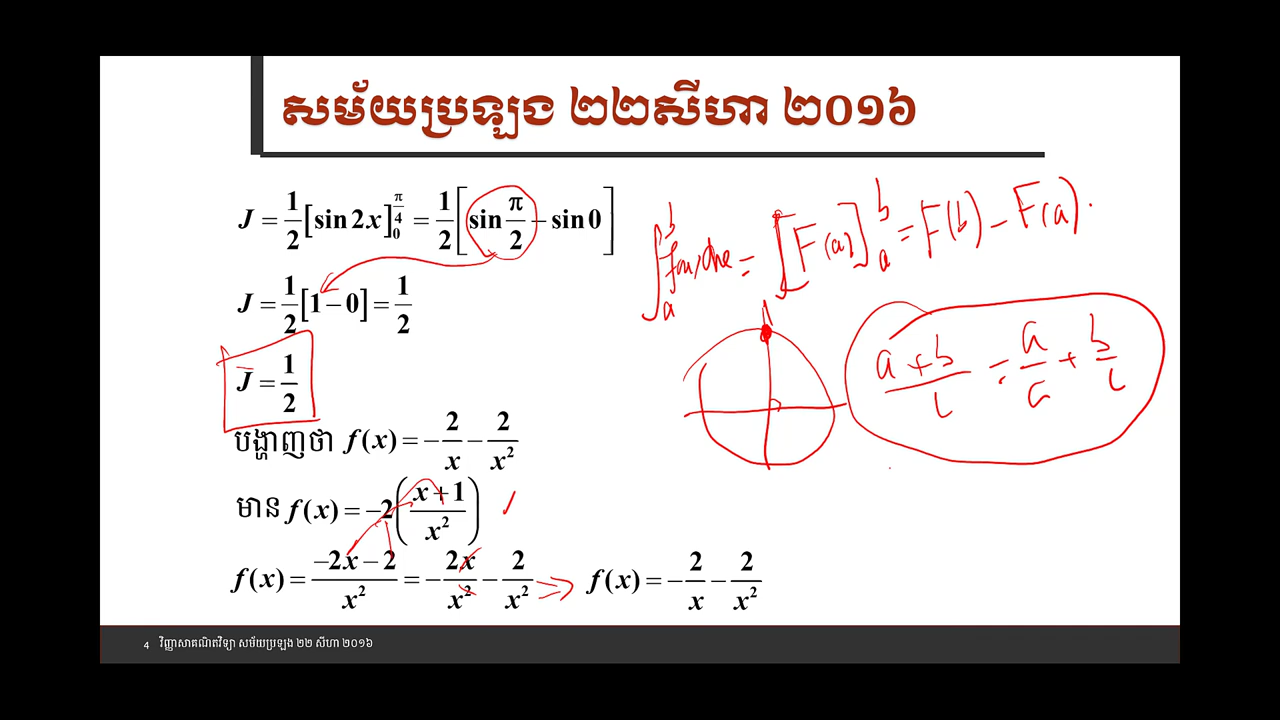 សម័យប្រឡង ២២សីហា ២០១៦
J = 1/2 [sin 2x]₀^(π/4) = 1/2 [sin π/2 − sin 0]
∫ₐᵇ f(x)dx = [F(x)]ₐᵇ = F(b) − F(a).
J = 1/2 [1 − 0] = 1/2
1
(a+b)/c = a/c + b/c
J = 1/2
បង្ហាញថា f(x) = −2/x − 2/x²
មាន f(x) = −2((x+1)/x²)
f(x) = (−2x − 2)/x² = −2x/x² − 2/x² ⇒ f(x) = −2/x − 2/x²
4 វិញ្ញាសាគណិតវិទ្យា សម័យប្រឡង ២២ សីហា ២០១៦